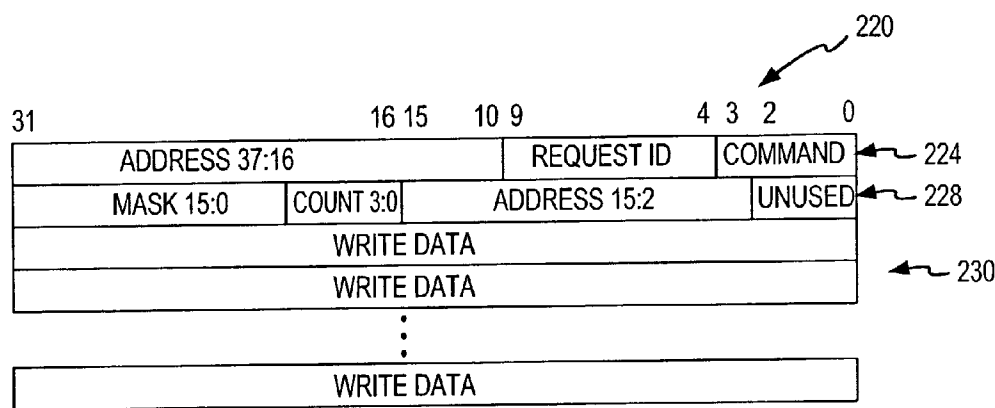 220
31 16 15 10 9 4 3 2 0
ADDRESS 37:16 REQUEST ID COMMAND 224
MASK 15:0 COUNT 3:0 ADDRESS 15:2 UNUSED 228
WRITE DATA
WRITE DATA
230
WRITE DATA